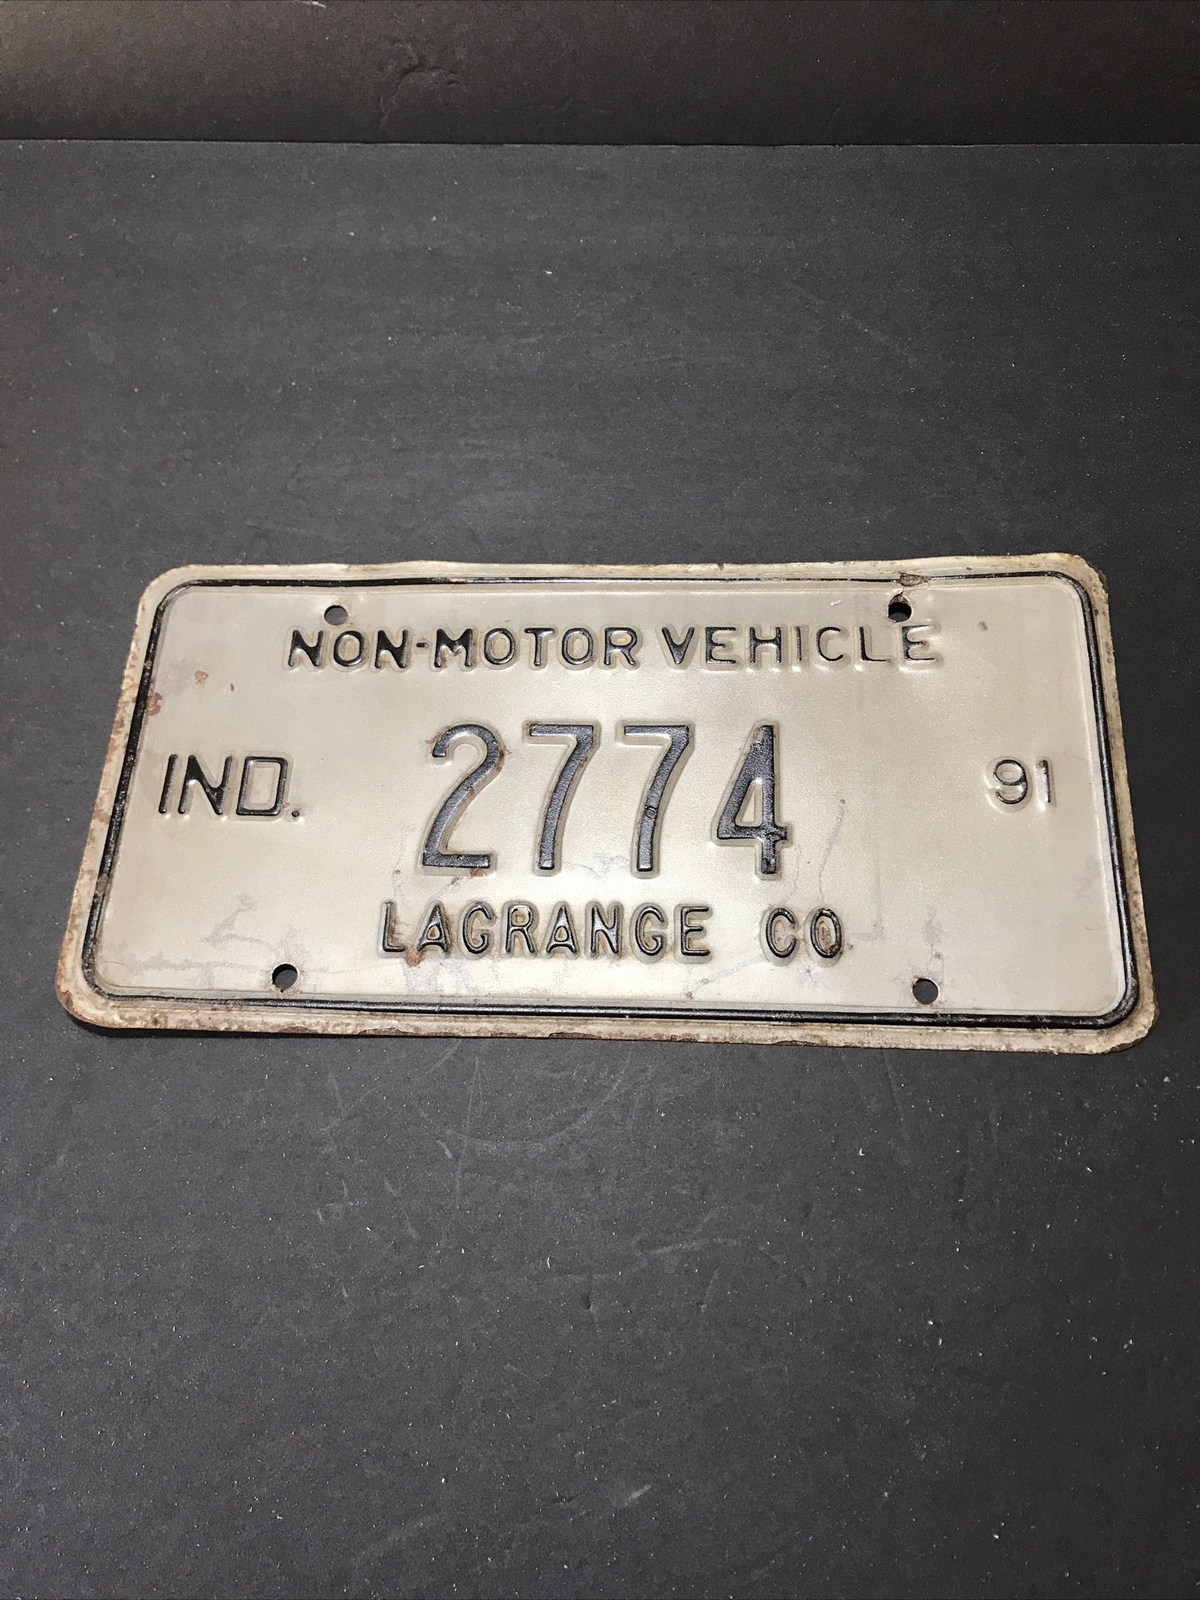 NON-MOTOR VEHICLE
IND. 2774 91
LAGRANGE CO